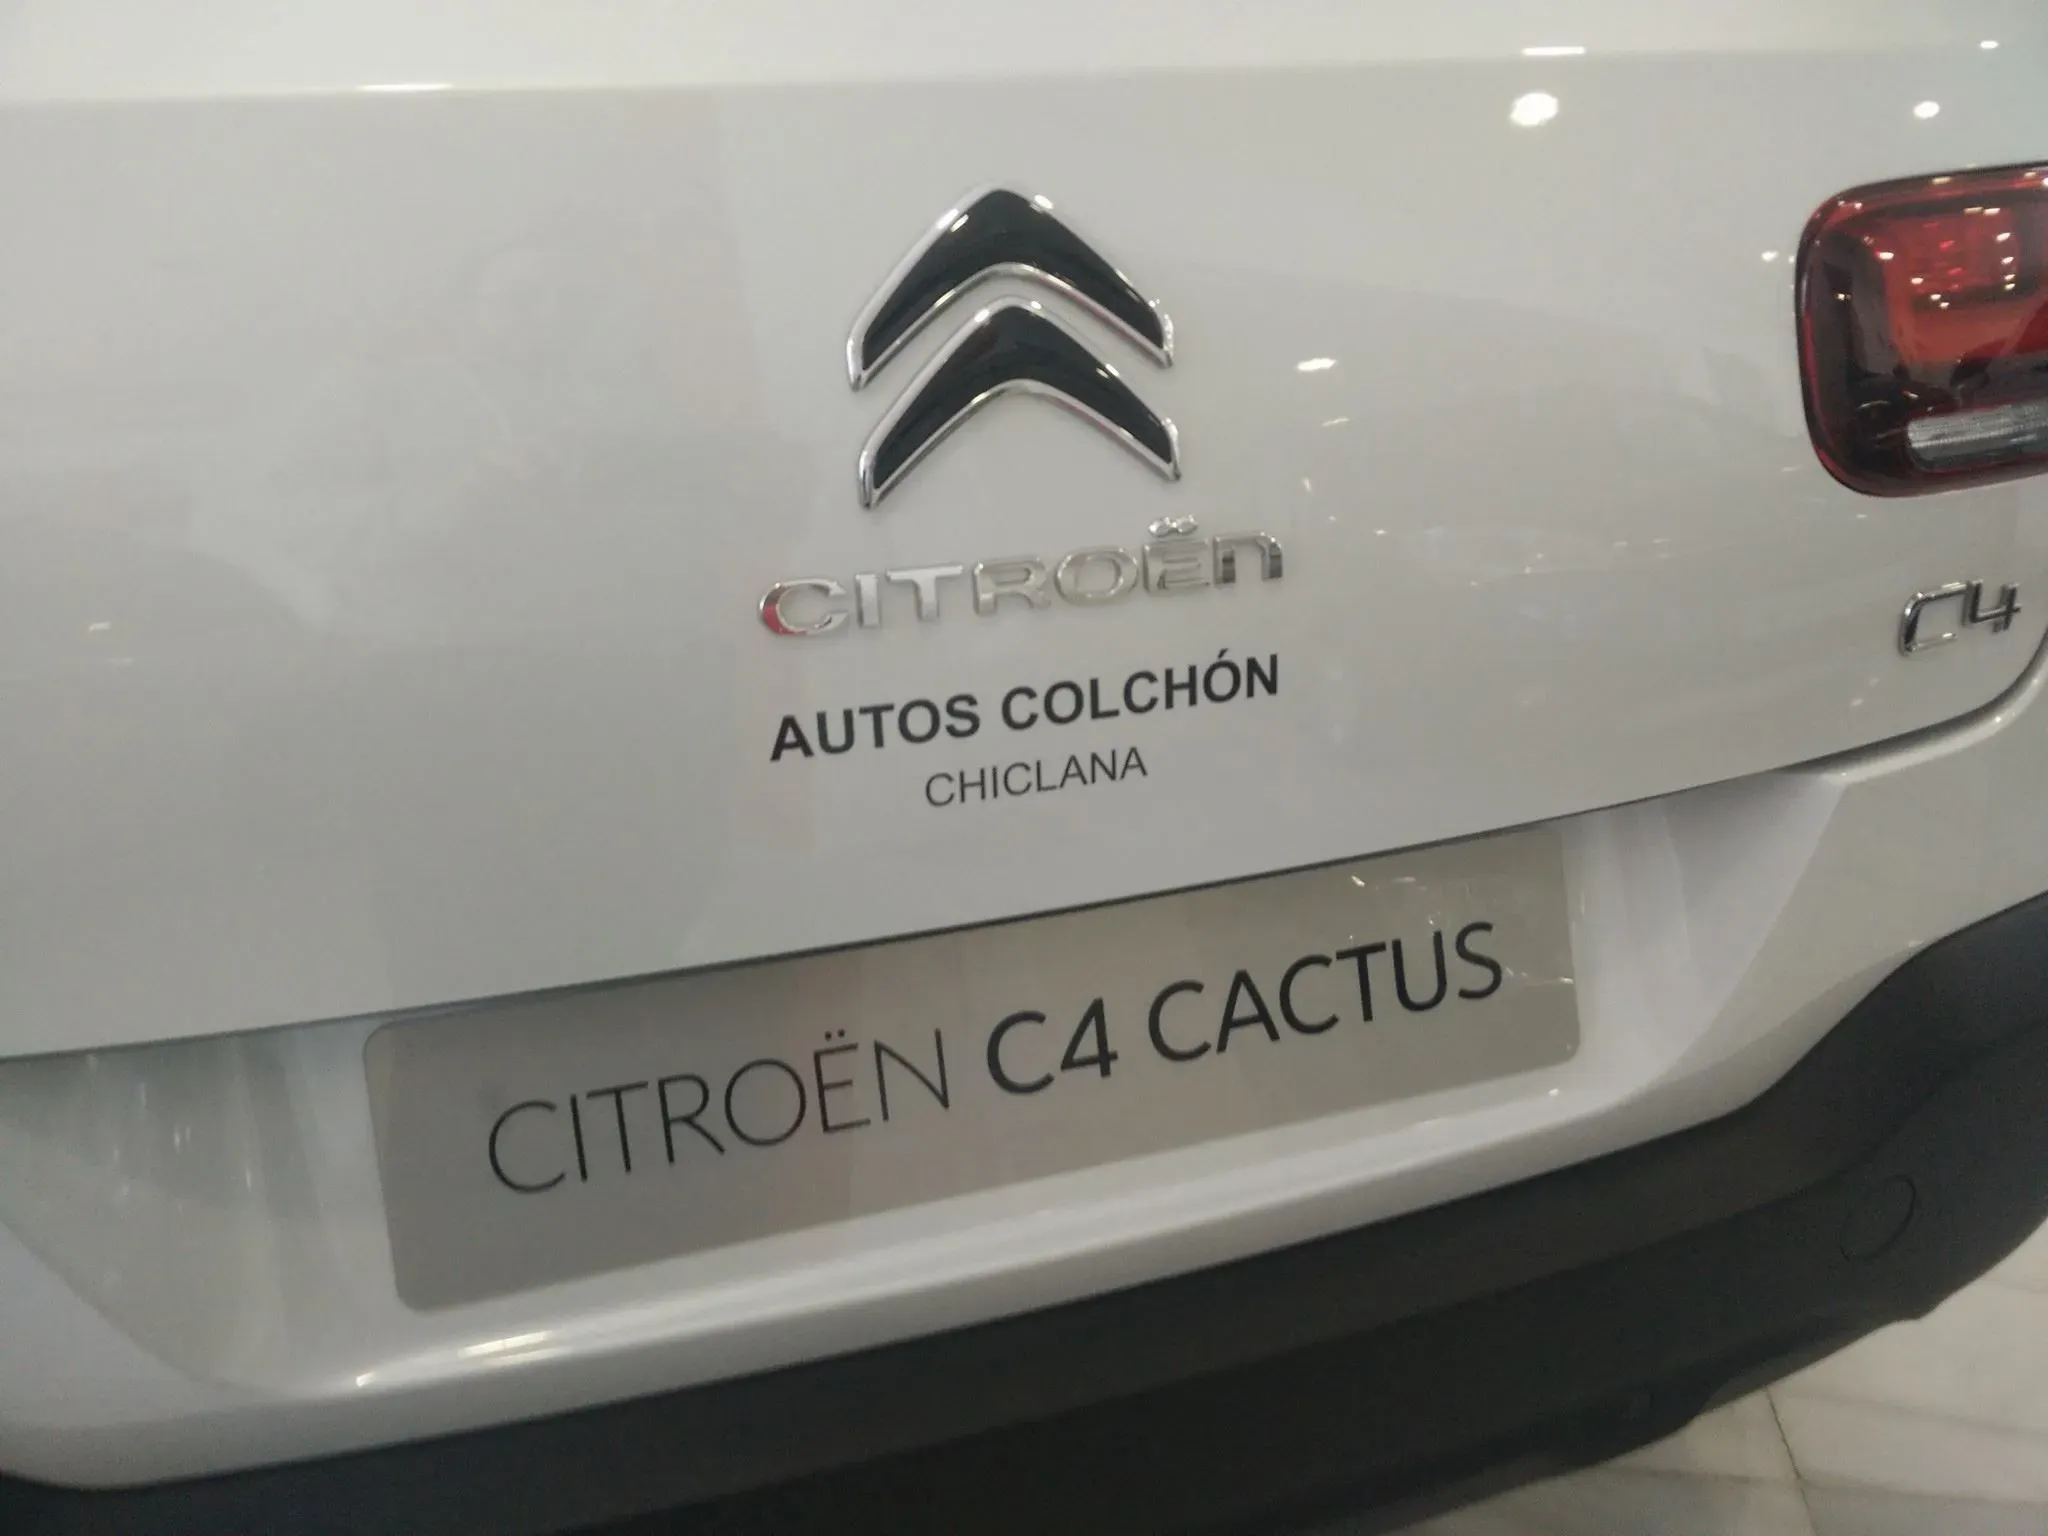 CITROËN
AUTOS COLCHÓN
CHICLANA
C4
CITROËN C4 CACTUS